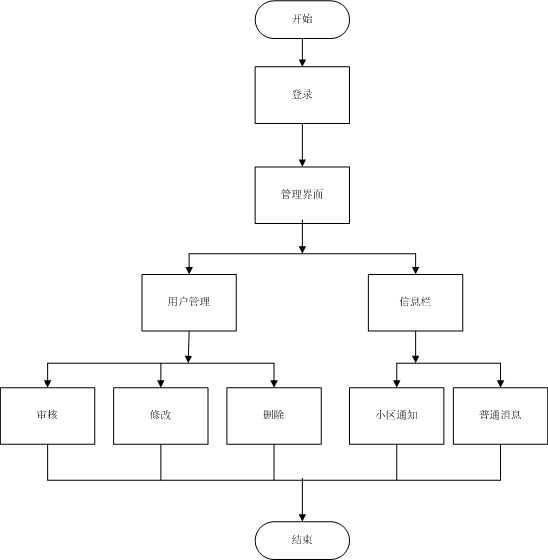 开始
登录
管理界面
用户管理
信息栏
审核
修改
删除
小区通知
普通消息
结束